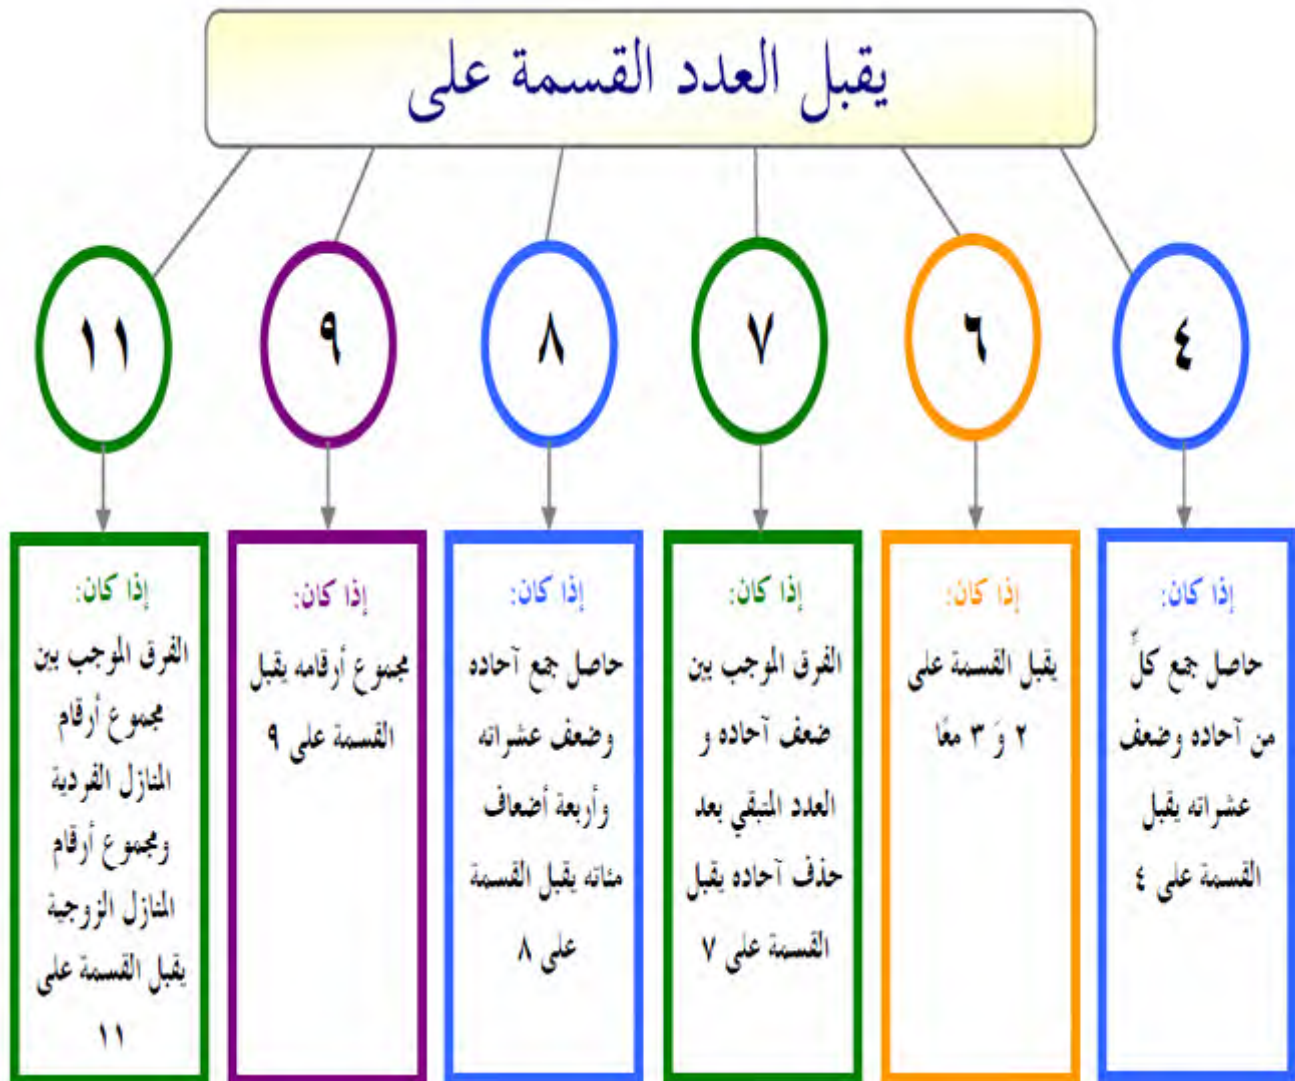 يقبل العدد القسمة على
٤
٦
٧
٨
٩
١١
إذا كان:
حاصل جمع كلٍّ
من آحاده وضعف
عشراته يقبل
القسمة على ٤
إذا كان:
يقبل القسمة على
٢ وَ ٣ معًا
إذا كان:
الفرق الموجب بين
ضعف آحاده و
العدد المتبقي بعد
حذف آحاده يقبل
القسمة على ٧
إذا كان:
حاصل جمع آحاده
وضعف عشراته
وأربعة أضعاف
مئاته يقبل القسمة
على ٨
إذا كان:
مجموع أرقامه يقبل
القسمة على ٩
إذا كان:
الفرق الموجب بين
مجموع أرقام
المنازل الفردية
ومجموع أرقام
المنازل الزوجية
يقبل القسمة على
١١